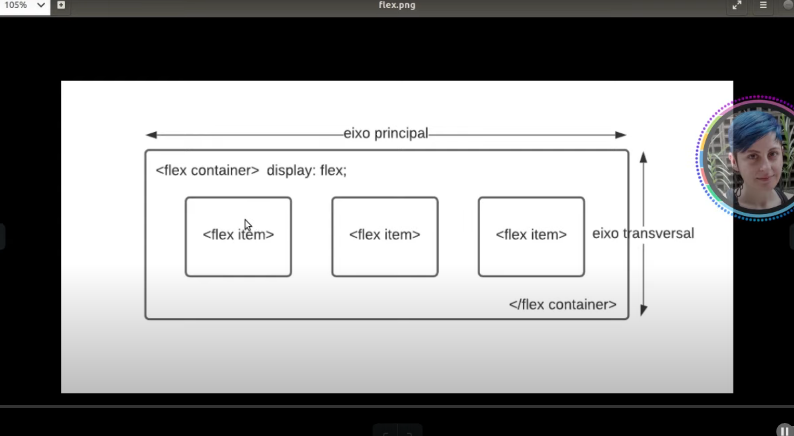 105%
flex.png
eixo principal
<flex container> display: flex;
<flex item>
<flex item>
<flex item>
eixo transversal
</flex container>